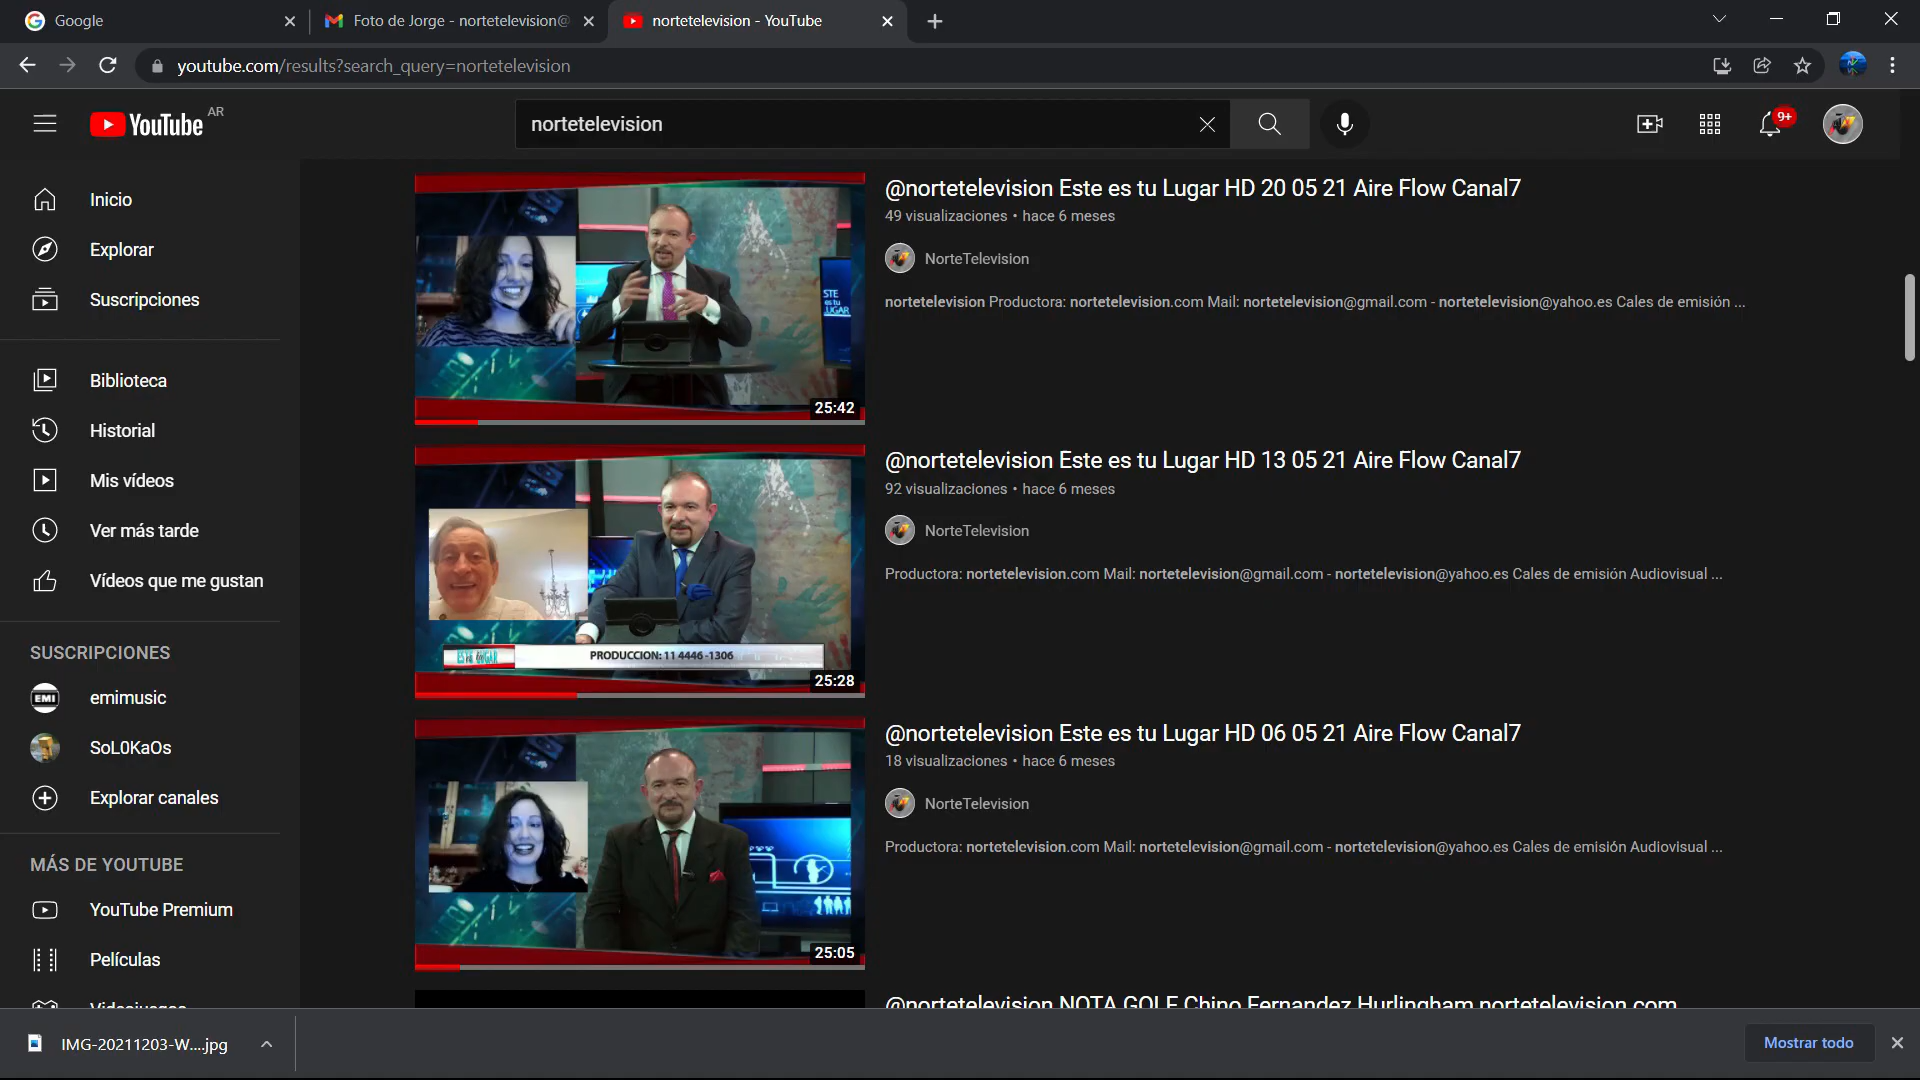 Google
Foto de Jorge - nortetelevision@
nortetelevision - YouTube
youtube.com/results?search_query=nortetelevision
YouTube AR
nortetelevision
9+
Inicio
Explorar
Suscripciones
Biblioteca
Historial
Mis vídeos
Ver más tarde
Vídeos que me gustan
SUSCRIPCIONES
EMI
emimusic
SoL0KaOs
Explorar canales
MÁS DE YOUTUBE
YouTube Premium
Películas
Videojuegos
ESTE
es tu
LUGAR
25:42
@nortetelevision Este es tu Lugar HD 20 05 21 Aire Flow Canal7
49 visualizaciones • hace 6 meses
NorteTelevision
nortetelevision Productora: nortetelevision.com Mail: nortetelevision@gmail.com - nortetelevision@yahoo.es Cales de emisión ...
PRODUCCION: 11 4446 -1306
25:28
@nortetelevision Este es tu Lugar HD 13 05 21 Aire Flow Canal7
92 visualizaciones • hace 6 meses
NorteTelevision
Productora: nortetelevision.com Mail: nortetelevision@gmail.com - nortetelevision@yahoo.es Cales de emisión Audiovisual ...
25:05
@nortetelevision Este es tu Lugar HD 06 05 21 Aire Flow Canal7
18 visualizaciones • hace 6 meses
NorteTelevision
Productora: nortetelevision.com Mail: nortetelevision@gmail.com - nortetelevision@yahoo.es Cales de emisión Audiovisual ...
@nortetelevision NOTA GOLF Chino Fernandez Hurlingham nortetelevision.com
IMG-20211203-W....jpg
Mostrar todo